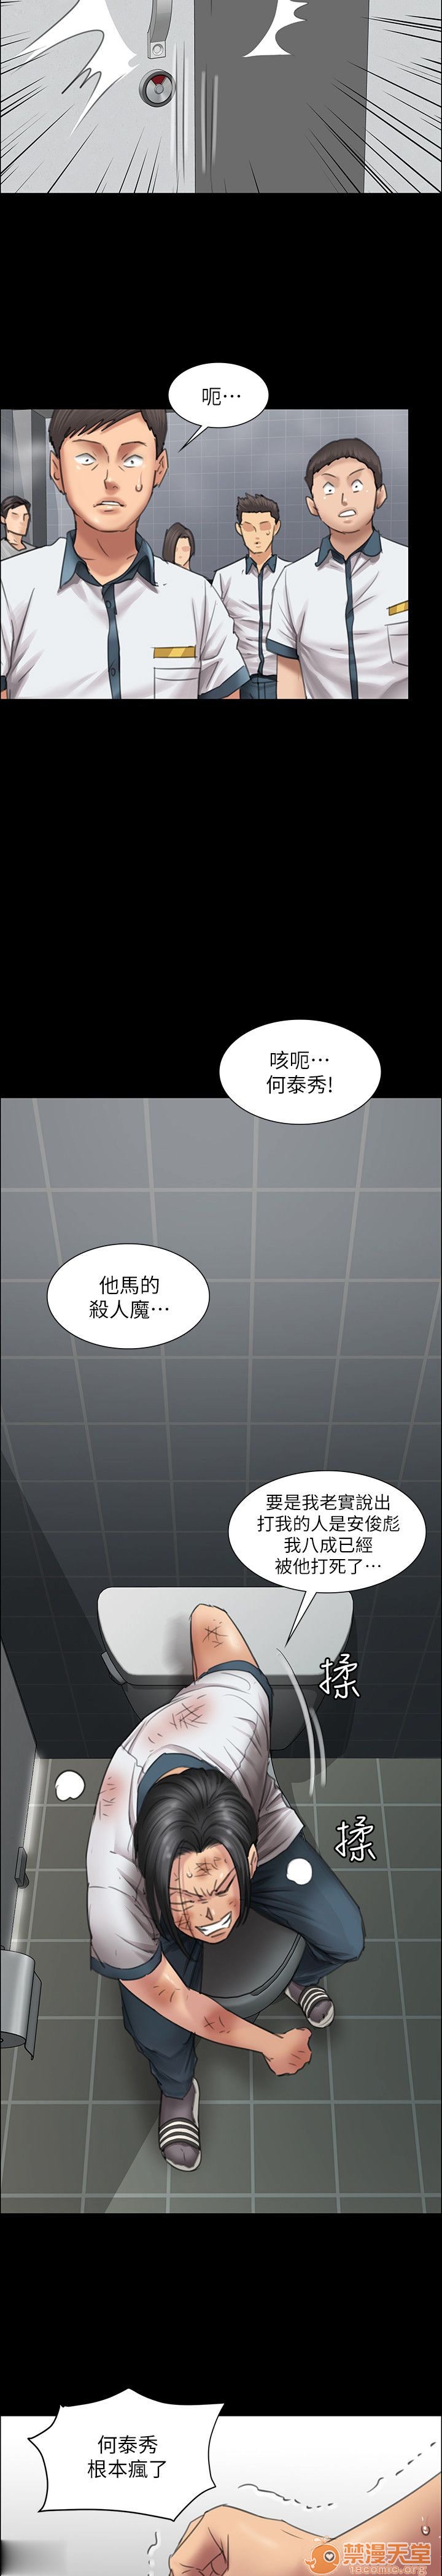 呃…
咳呃…
何泰秀!
他馬的
殺人魔…
要是我老實說出
打我的人是安俊彪
我八成已經
被他打死了…
揉
揉
何泰秀
根本瘋了
禁漫天堂
18comic.org